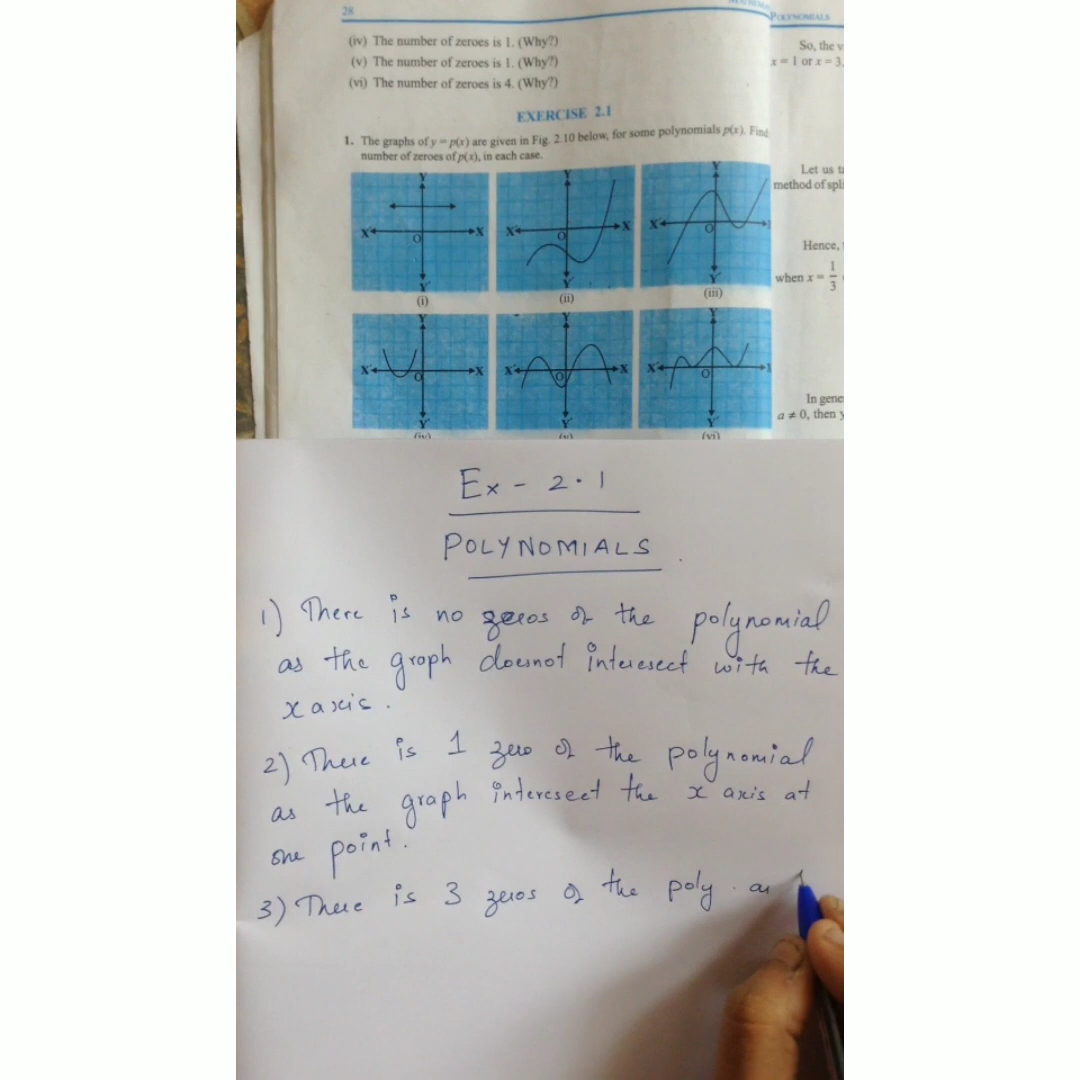 28
POLYNOMIALS
(iv) The number of zeroes is 1. (Why?)
(v) The number of zeroes is 1. (Why?)
(vi) The number of zeroes is 4. (Why?)
So, the v
x = 1 or x = 3.
EXERCISE 2.1
1. The graphs of y = p(x) are given in Fig. 2.10 below, for some polynomials p(x). Find
number of zeroes of p(x), in each case.
Let us ta
method of spli
Hence,
when x = 1/3
In gene
a ≠ 0, then y
Y
X' O X
Y'
(i)
Y
X' O X
Y'
(ii)
Y
X' O
Y'
(iii)
Y
X' O X
Y'
(iv)
Y
X' O X
Y'
(v)
Y
X' O
Y'
(vi)
Ex - 2.1
POLYNOMIALS
1) There is no zeros of the polynomial
as the graph doesnot interesect with the
x axis.
2) There is 1 zero of the polynomial
as the graph interesect the x axis at
one point.
3) There is 3 zeros of the poly. as